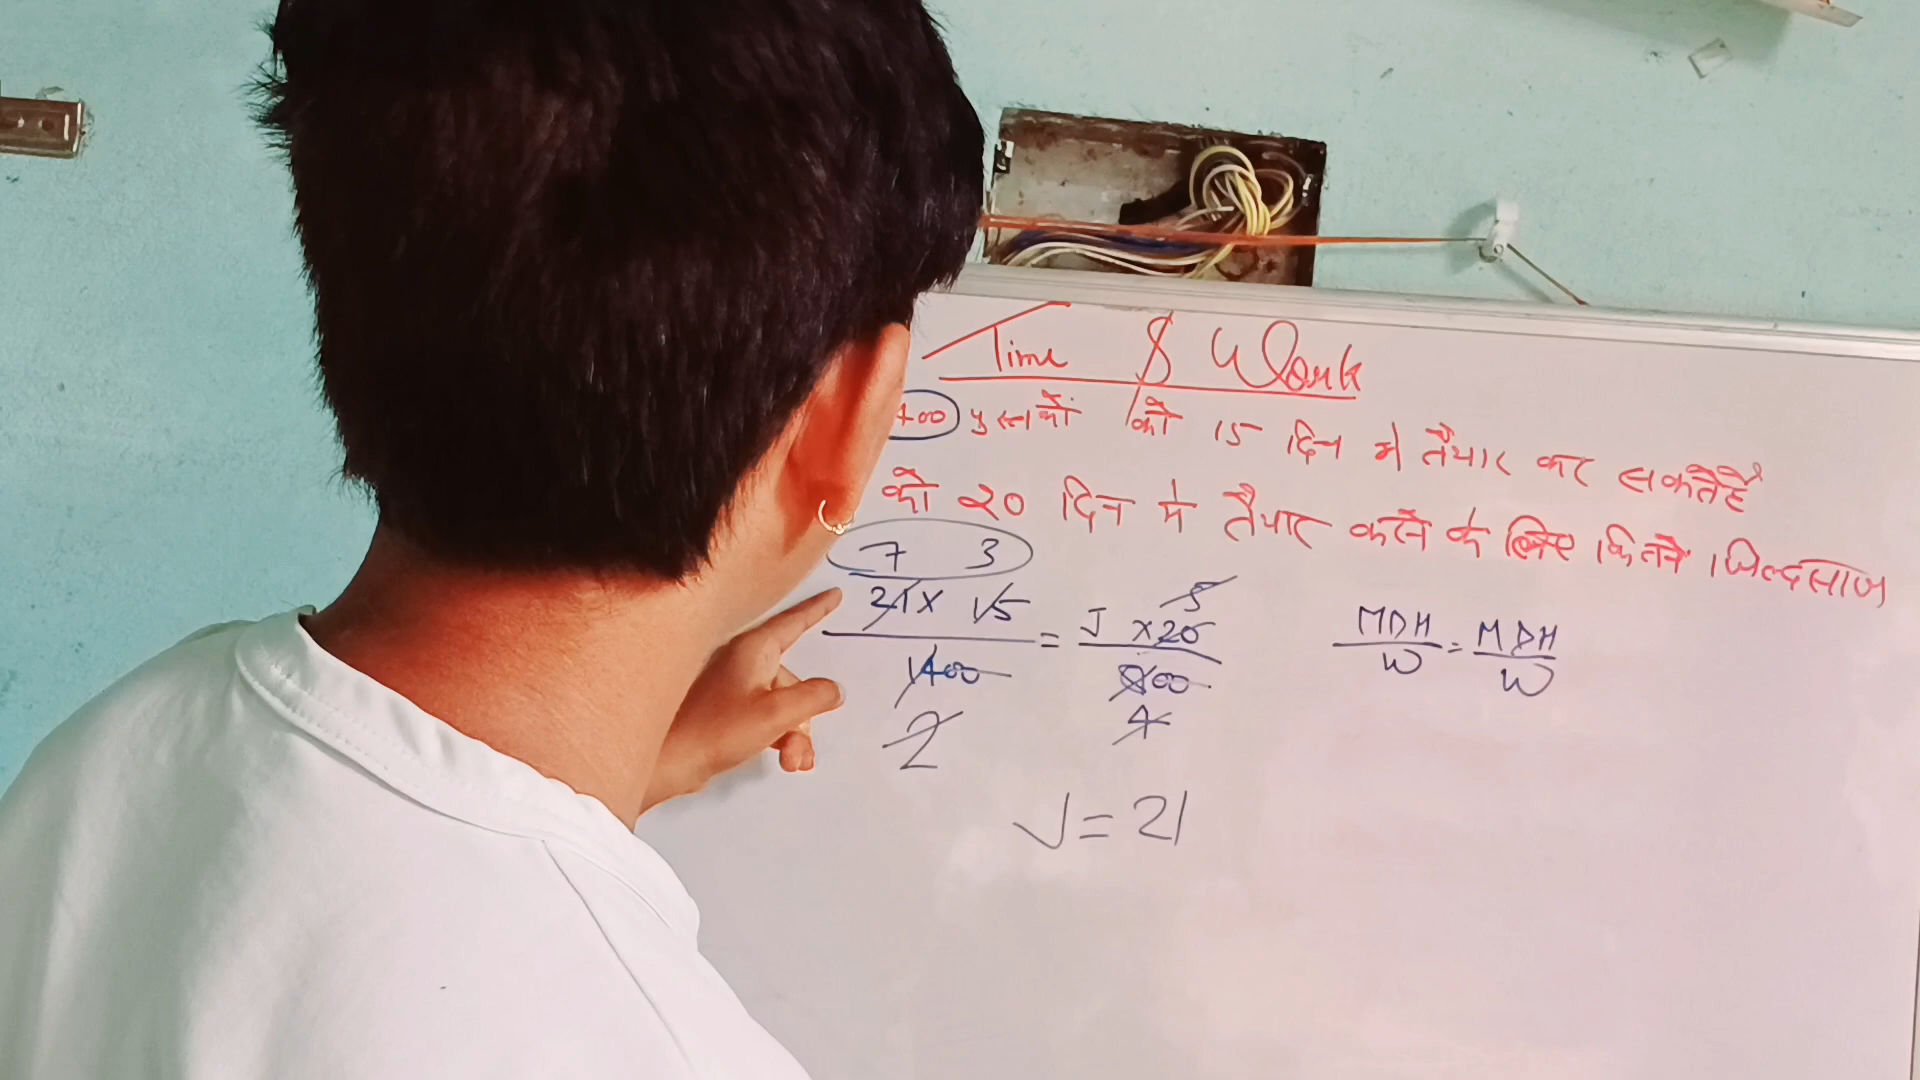 Time & Work
1400 पुस्तकों को 15 दिन में तैयार कर सकते हैं
को 20 दिन में तैयार करने के लिए कितने जिल्दसाज
7 3
21 x 15 = J x 20 5
1400 800
2 4
MDH = MDH
W W
J = 21